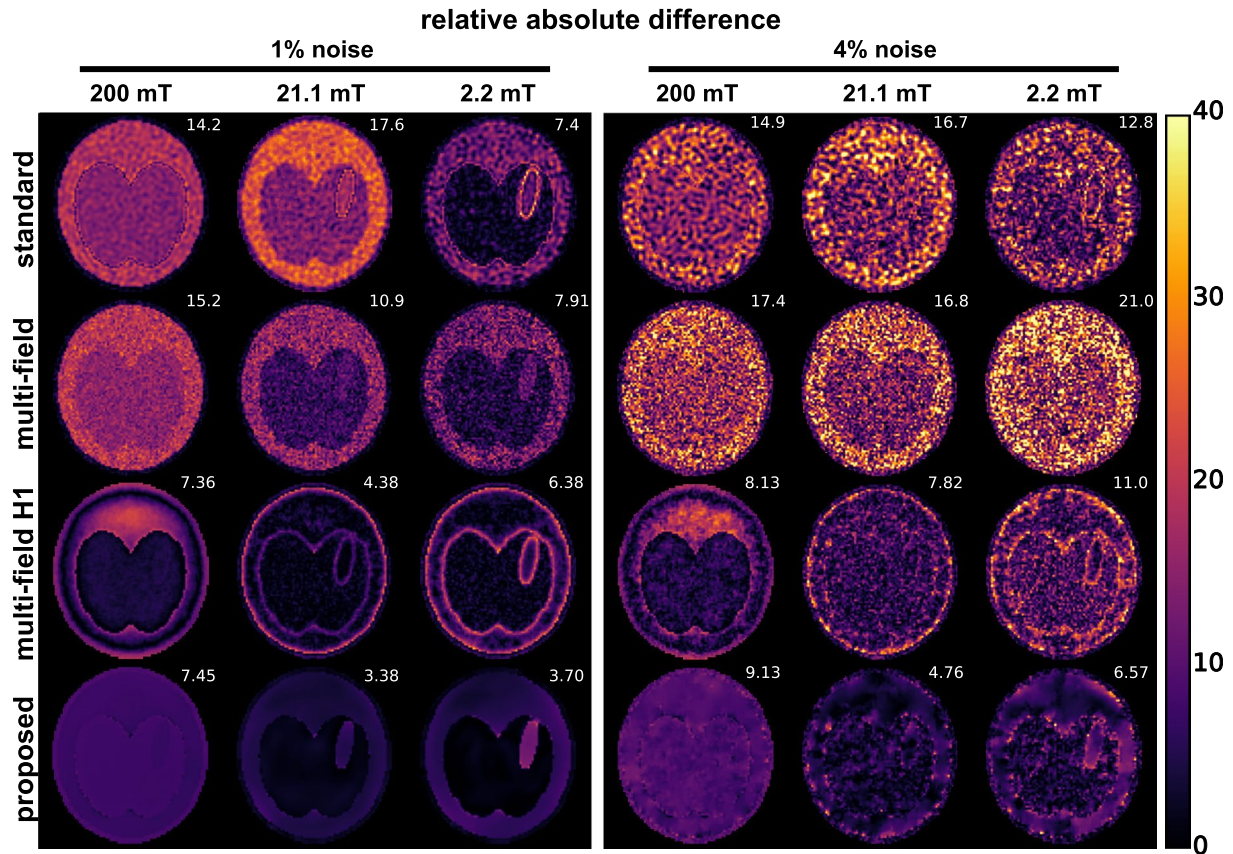 relative absolute difference
1% noise 4% noise
200 mT 21.1 mT 2.2 mT 200 mT 21.1 mT 2.2 mT
standard 14.2 17.6 7.4 14.9 16.7 12.8
multi-field 15.2 10.9 7.91 17.4 16.8 21.0
multi-field H1 7.36 4.38 6.38 8.13 7.82 11.0
proposed 7.45 3.38 3.70 9.13 4.76 6.57
40
30
20
10
0